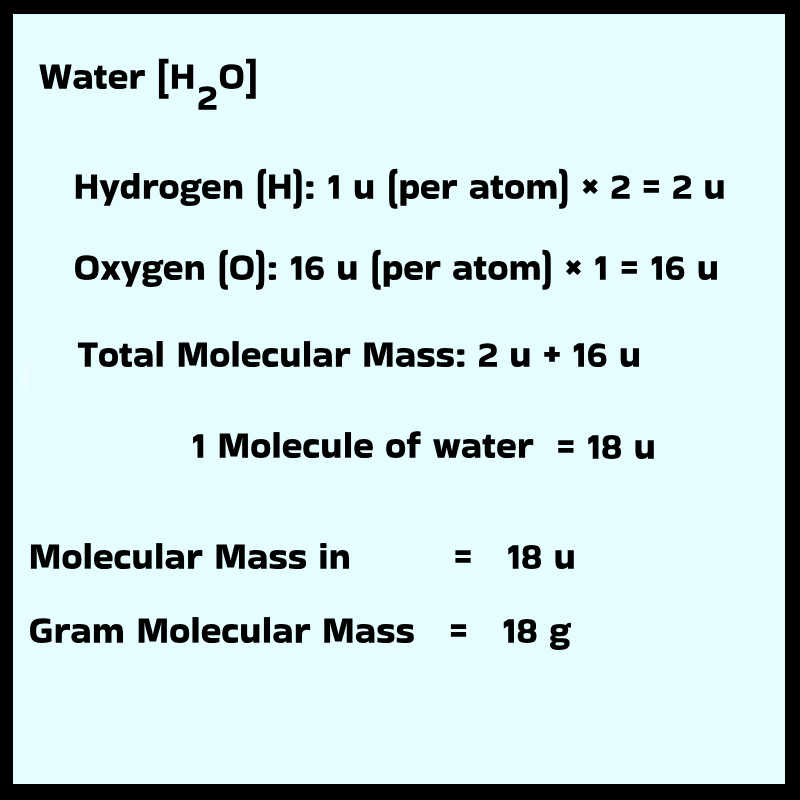 Water [H₂O]
Hydrogen (H): 1 u (per atom) × 2 = 2 u
Oxygen (O): 16 u (per atom) × 1 = 16 u
Total Molecular Mass: 2 u + 16 u
1 Molecule of water = 18 u
Molecular Mass in = 18 u
Gram Molecular Mass = 18 g